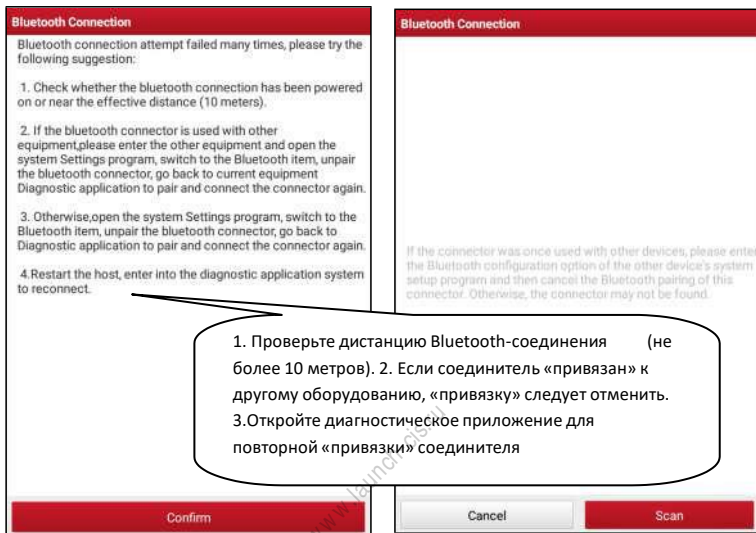 Bluetooth Connection
Bluetooth connection attempt failed many times, please try the
following suggestion:
1. Check whether the bluetooth connection has been powered
on or near the effective distance (10 meters).
2. If the bluetooth connector is used with other
equipment,please enter the other equipment and open the
system Settings program, switch to the Bluetooth item, unpair
the bluetooth connector, go back to current equipment
Diagnostic application to pair and connect the connector again.
3. Otherwise,open the system Settings program, switch to the
Bluetooth item, unpair the bluetooth connector, go back to
Diagnostic application to pair and connect the connector again.
4.Restart the host, enter into the diagnostic application system
to reconnect.
Confirm
Bluetooth Connection
If the connector was once used with other devices, please enter
the Bluetooth configuration option of the other device's system
setup program and then cancel the Bluetooth pairing of this
connector. Otherwise, the connector may not be found.
Cancel
Scan
1. Проверьте дистанцию Bluetooth-соединения (не
более 10 метров). 2. Если соединитель «привязан» к
другому оборудованию, «привязку» следует отменить.
3.Откройте диагностическое приложение для
повторной «привязки» соединителя
www.launch-cis.ru